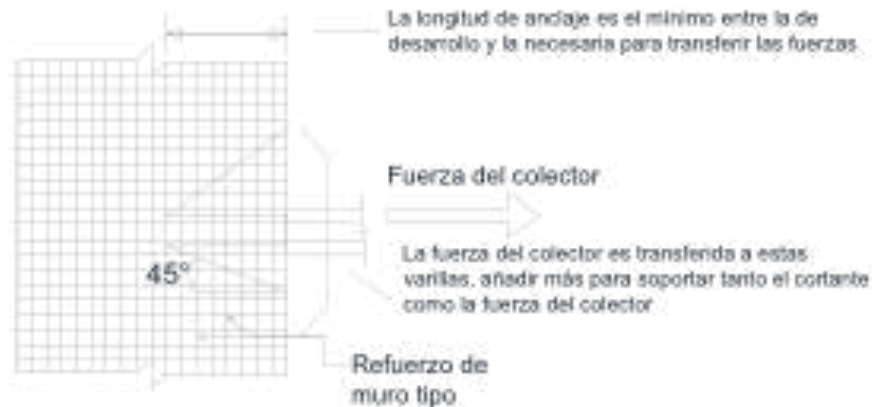 La longitud de anclaje es el mínimo entre la de
desarrollo y la necesaria para transferir las fuerzas
Fuerza del colector
La fuerza del colector es transferida a estas
varillas, añadir más para soportar tanto el cortante
como la fuerza del colector
45°
Refuerzo de
muro tipo